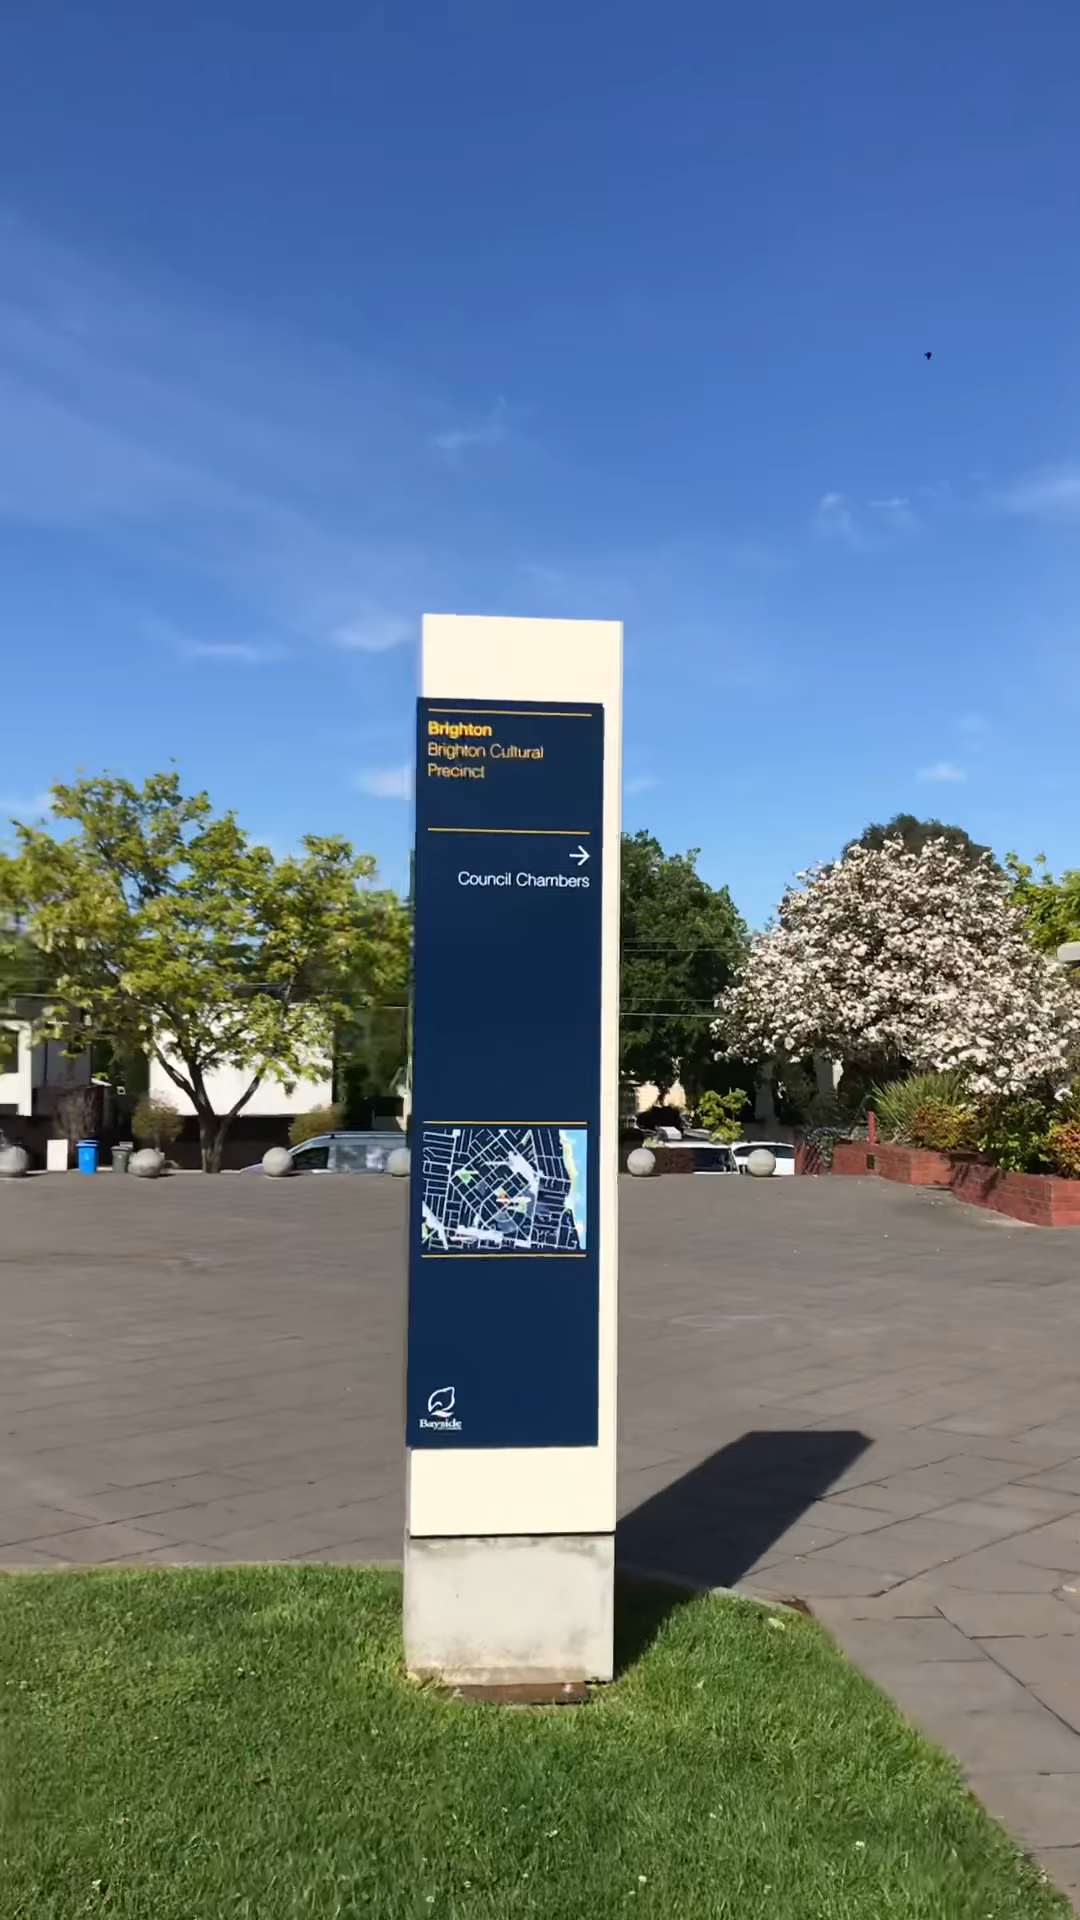 Brighton
Brighton Cultural
Precinct
→
Council Chambers
Bayside